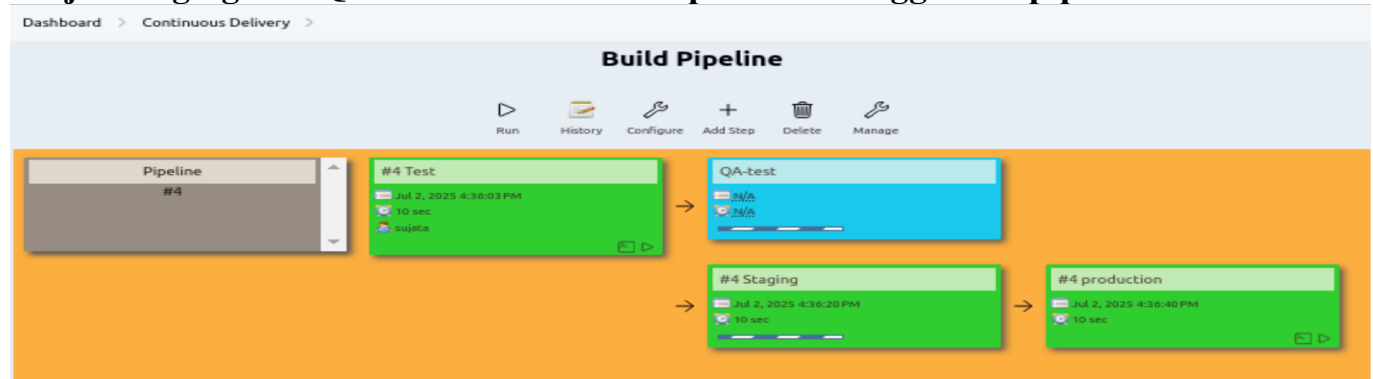 Dashboard > Continuous Delivery >
Build Pipeline
Run History Configure Add Step Delete Manage
Pipeline
#4
#4 Test
Jul 2, 2025 4:36:03 PM
10 sec
sujata
QA-test
N/A
N/A
#4 Staging
Jul 2, 2025 4:36:20 PM
10 sec
#4 production
Jul 2, 2025 4:36:40 PM
10 sec